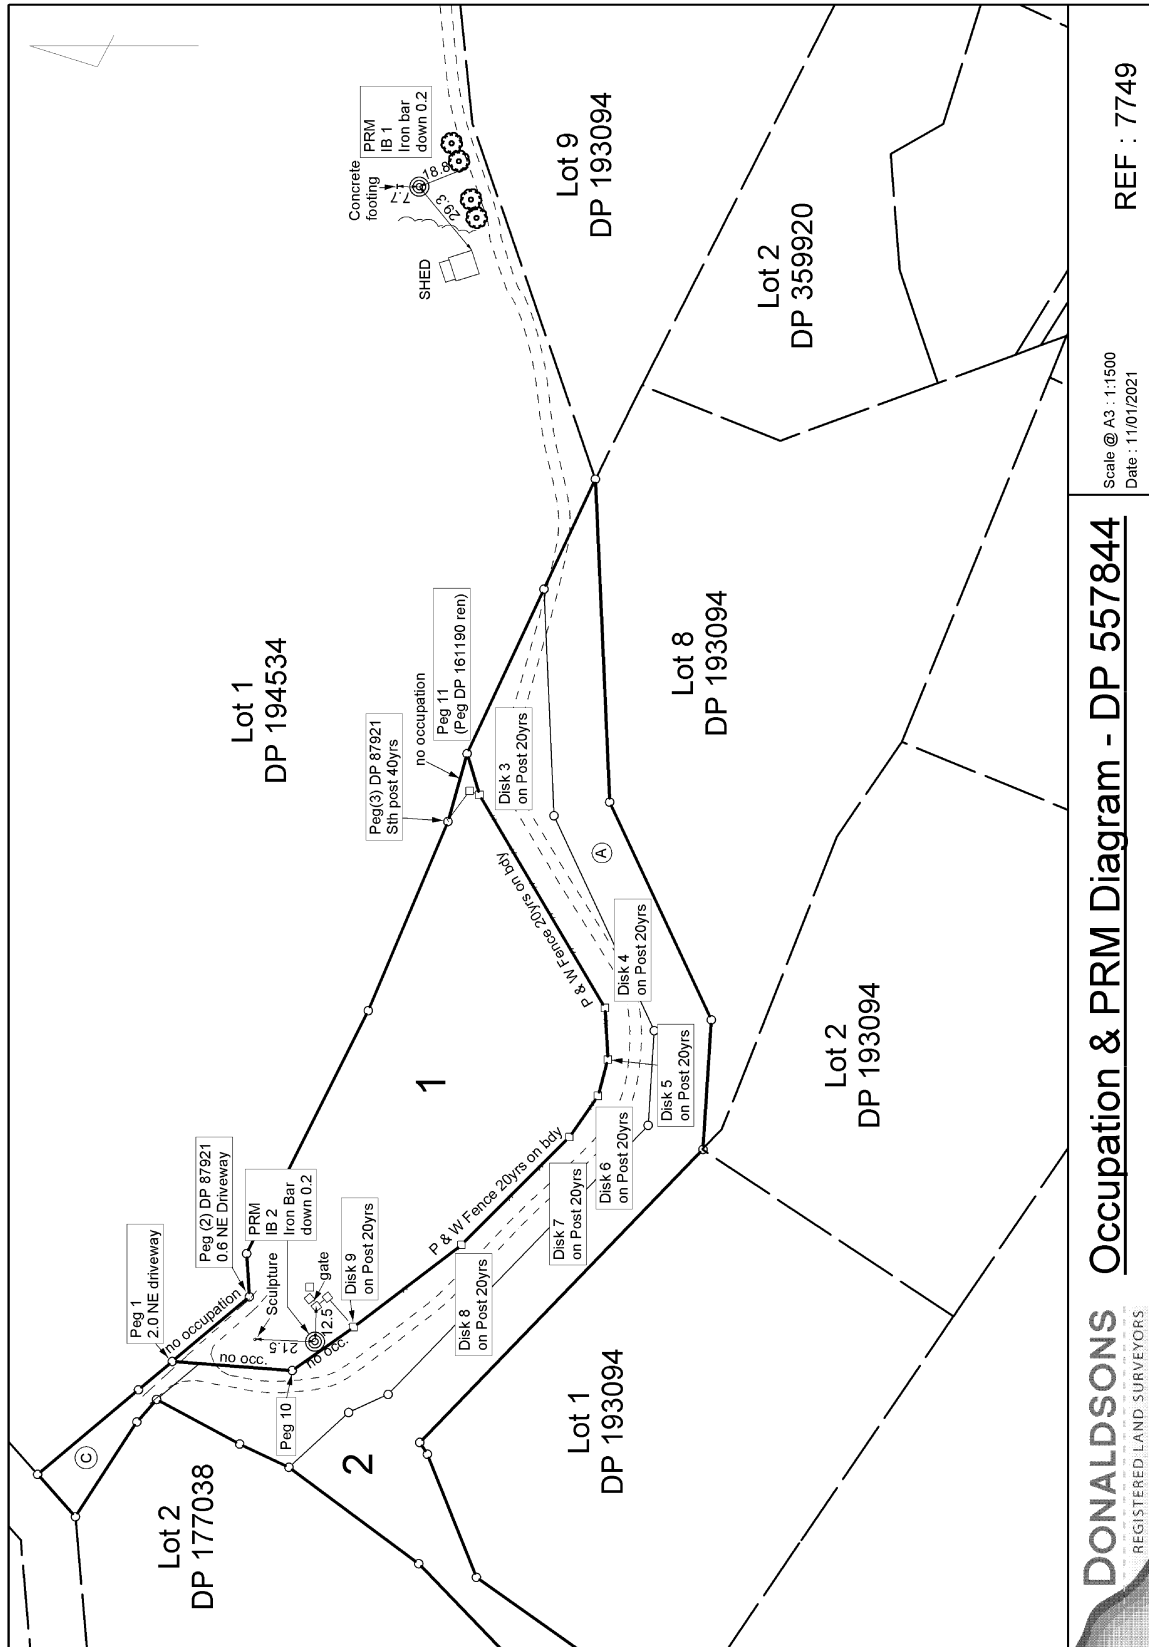 Lot 2
DP 177038
C
Peg 1
2.0 NE driveway
Peg (2) DP 87921
0.6 NE Driveway
no occupation
PRM
IB 2
Iron Bar
down 0.2
Sculpture
gate
21.5
12.5
no occ.
no occ.
Peg 10
Disk 9
on Post 20yrs
2
P & W Fence 20yrs on bdy
Disk 8
on Post 20yrs
Disk 7
on Post 20yrs
Disk 6
on Post 20yrs
Disk 5
on Post 20yrs
Disk 4
on Post 20yrs
1
P & W Fence 20yrs on bdy
A
Lot 1
DP 194534
Peg(3) DP 87921
Sth post 40yrs
no occupation
Peg 11
(Peg DP 161190 ren)
Disk 3
on Post 20yrs
Concrete
footing
PRM
IB 1
Iron bar
down 0.2
7.7
18.8
29.3
SHED
Lot 9
DP 193094
Lot 2
DP 359920
Lot 8
DP 193094
Lot 2
DP 193094
Lot 1
DP 193094
DONALDSONS
REGISTERED LAND SURVEYORS
Occupation & PRM Diagram - DP 557844
Scale @ A3 : 1:1500
Date : 11/01/2021
REF : 7749